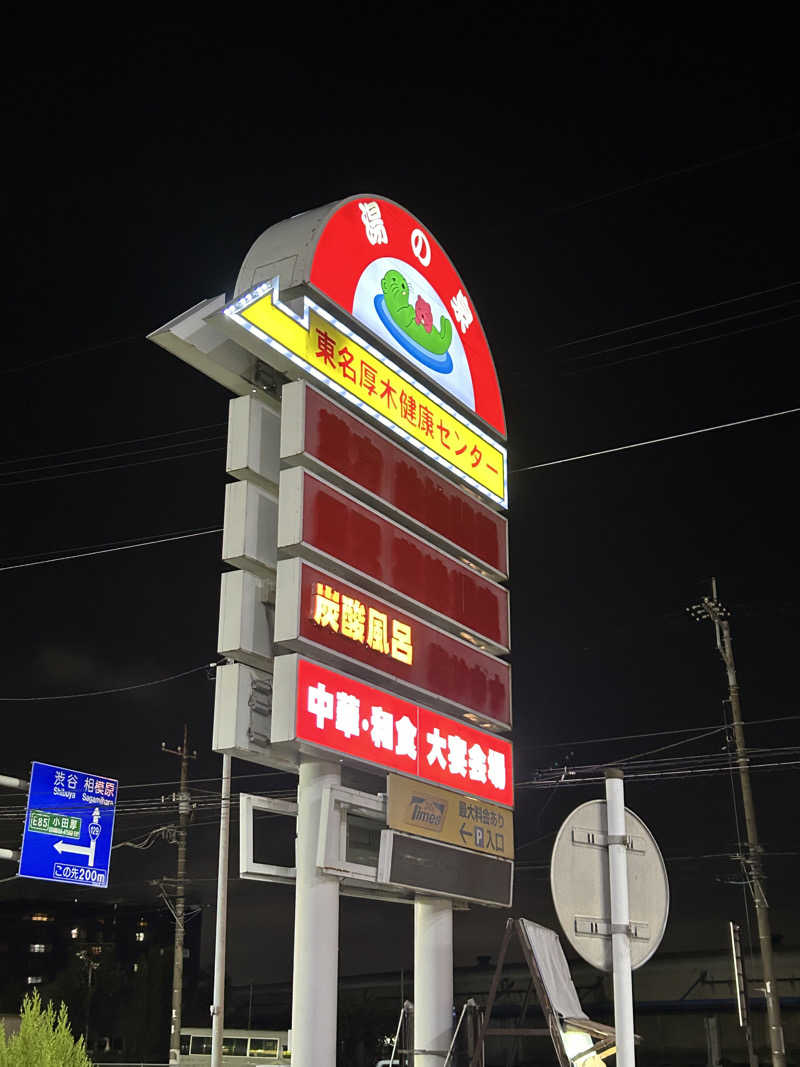 湯の泉
東名厚木健康センター
炭酸風呂
中華・和食 大宴会場
Times
最大料金あり
←P入口
渋谷 相模原
Shibuya Sagamihara
E85 小田厚
129
この先200m